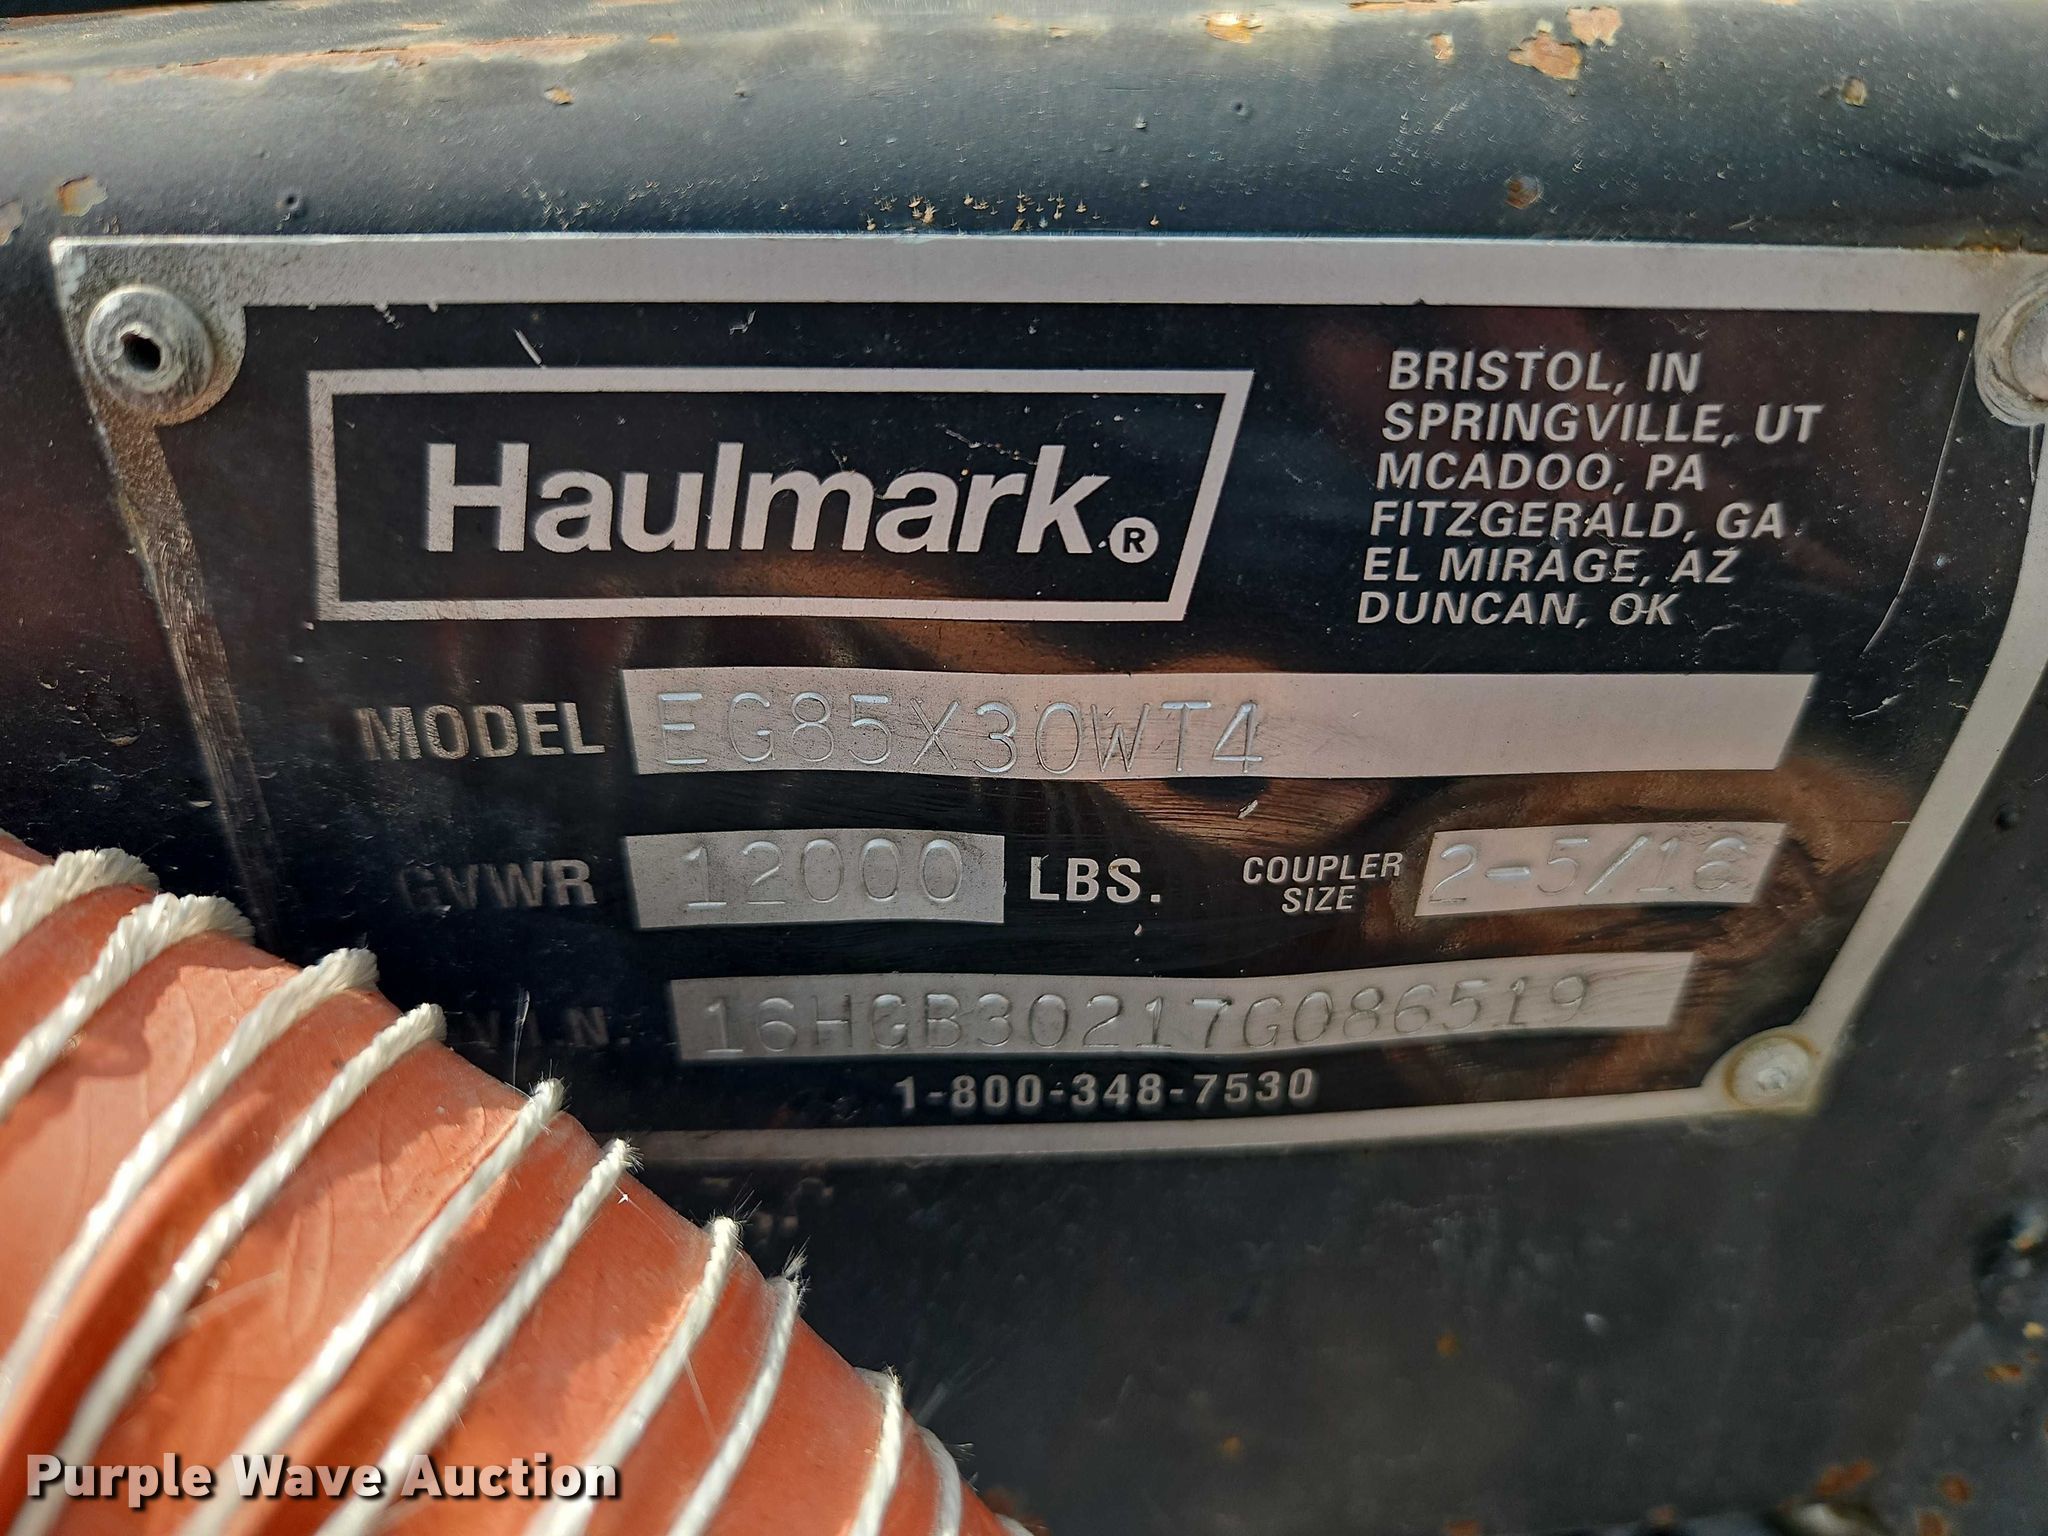 Haulmark®
BRISTOL, IN
SPRINGVILLE, UT
MCADOO, PA
FITZGERALD, GA
EL MIRAGE, AZ
DUNCAN, OK
MODEL EG85X30WT4
GVWR 12000 LBS. COUPLER SIZE 2-5/16
V.I.N. 16HGB30217G086519
1-800-348-7530
Purple Wave Auction